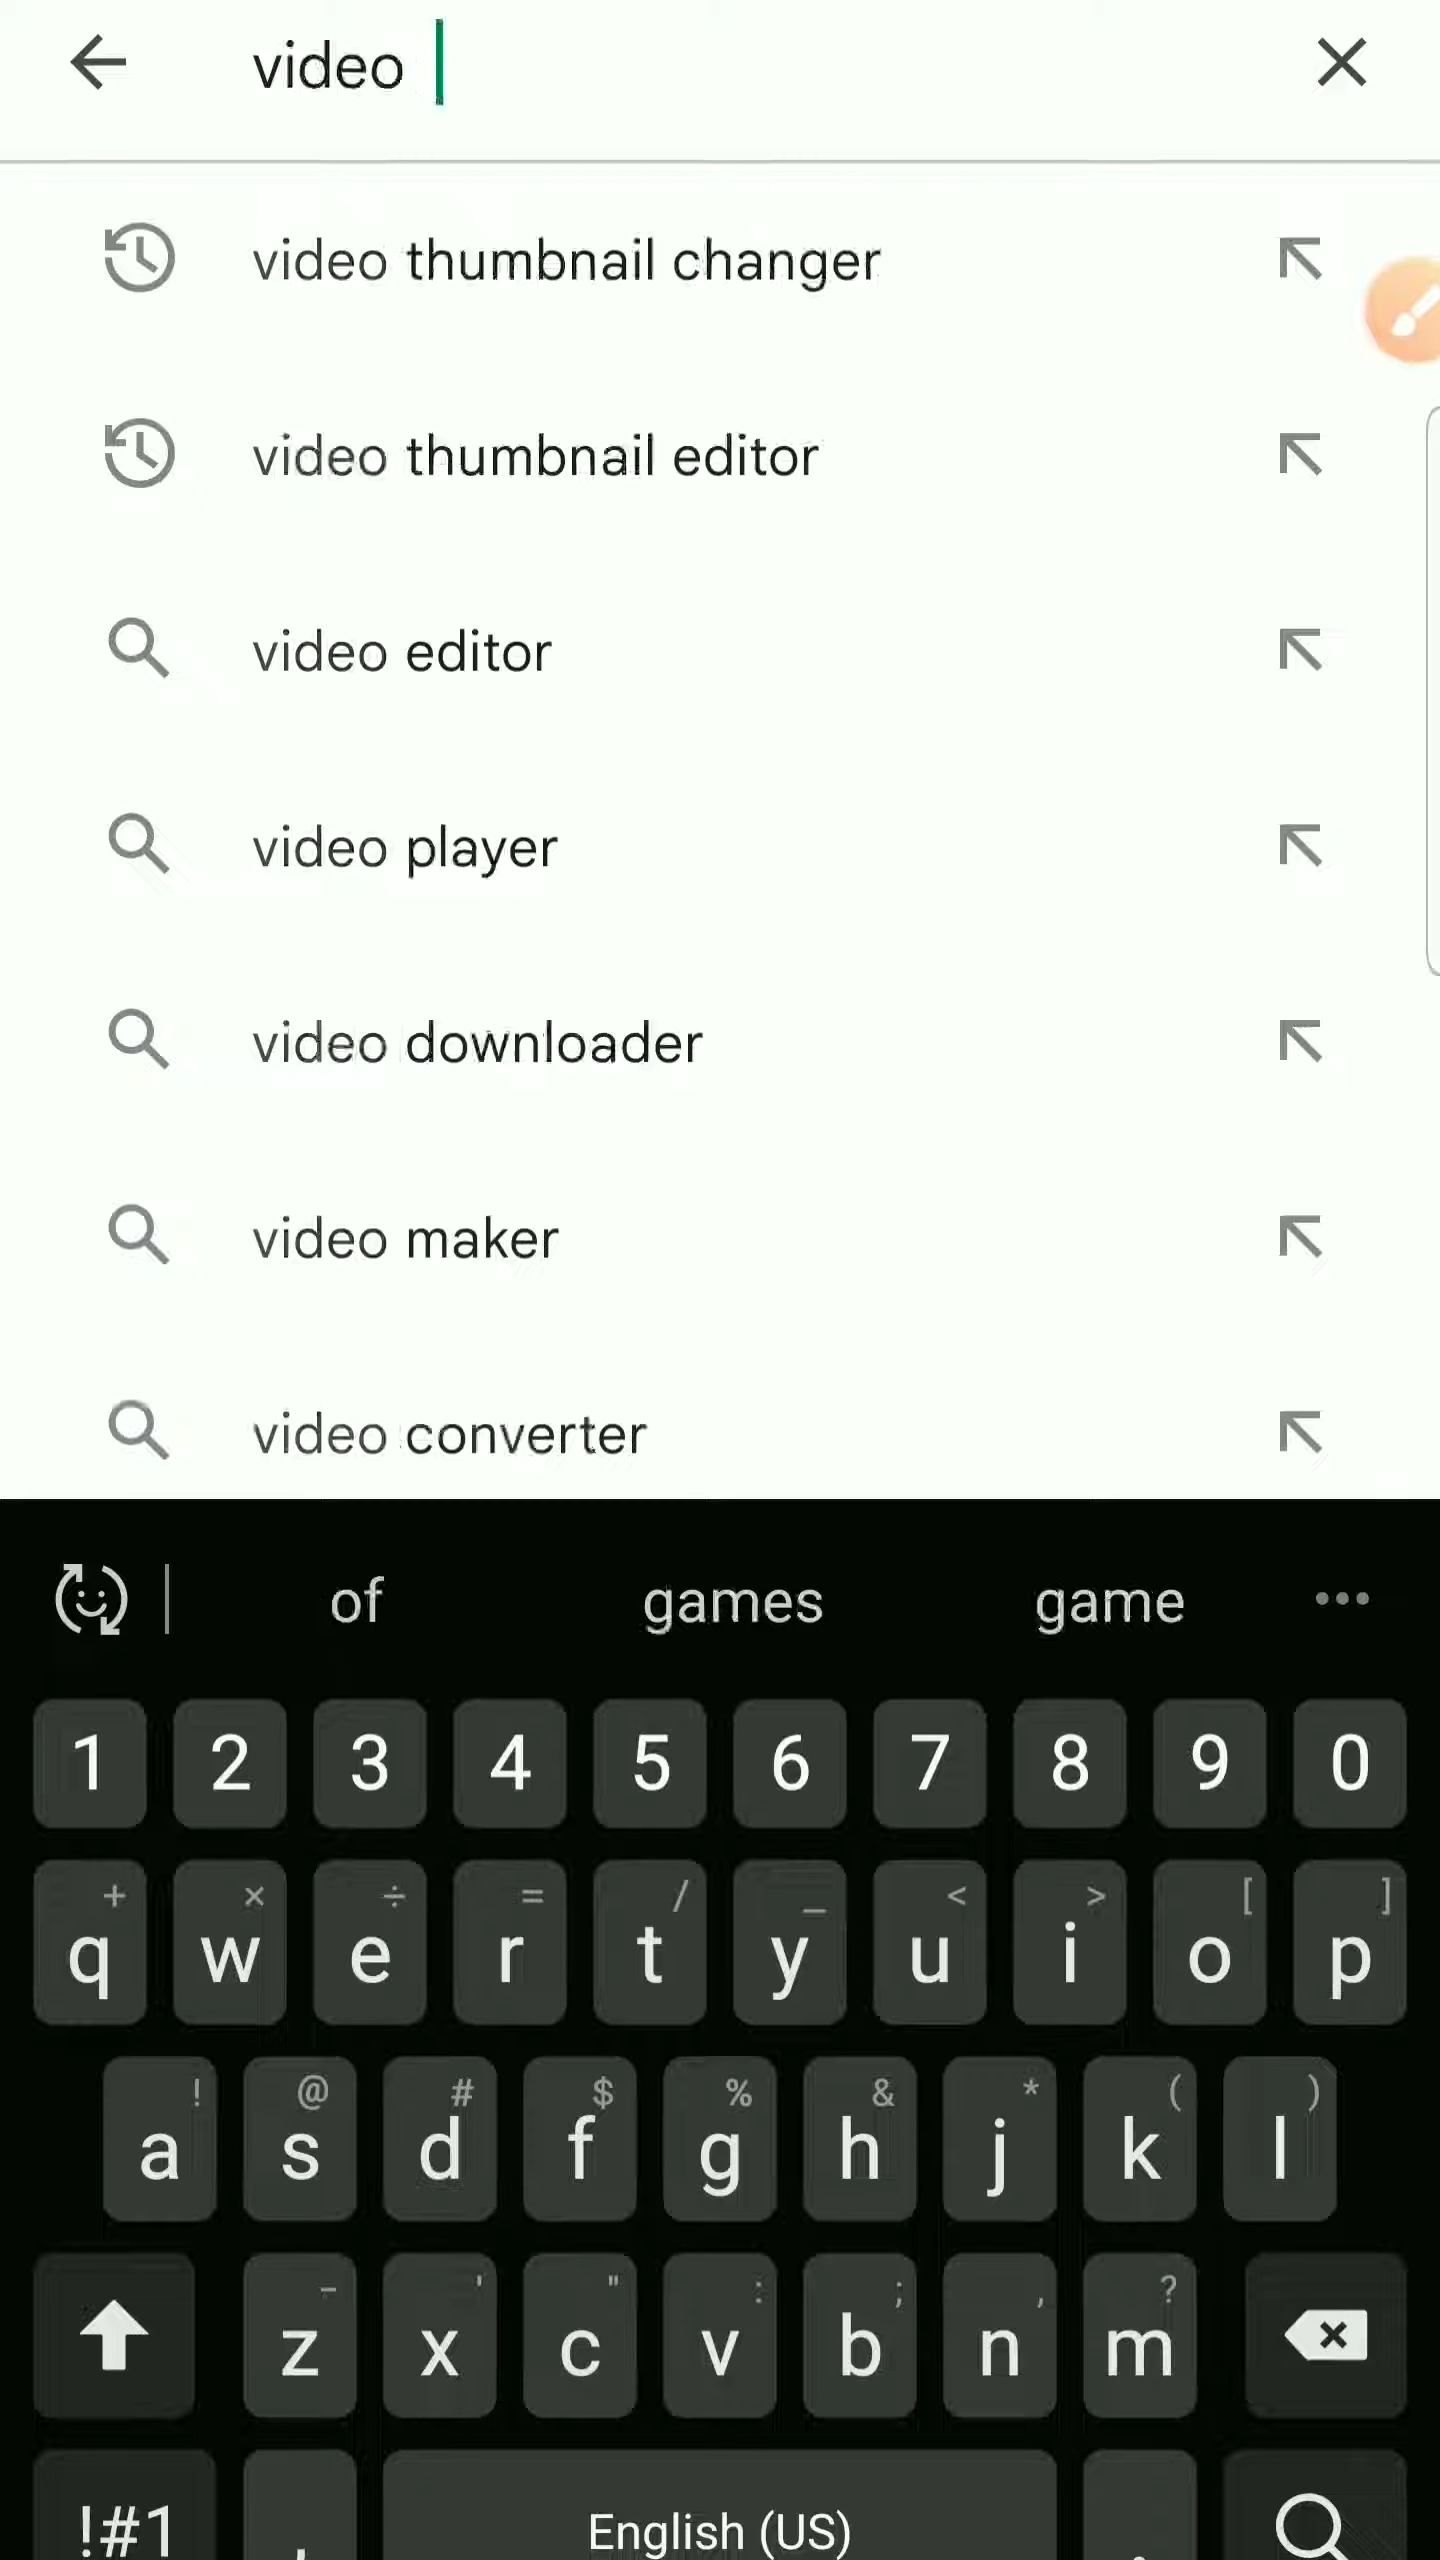 video
video thumbnail changer
video thumbnail editor
video editor
video player
video downloader
video maker
video converter
of games game
1 2 3 4 5 6 7 8 9 0
+ × ÷ = / _ < > [ ]
q w e r t y u i o p
! @ # $ % & * ( )
a s d f g h j k l
- ' " : ; , ?
z x c v b n m
!#1 , English (US) .